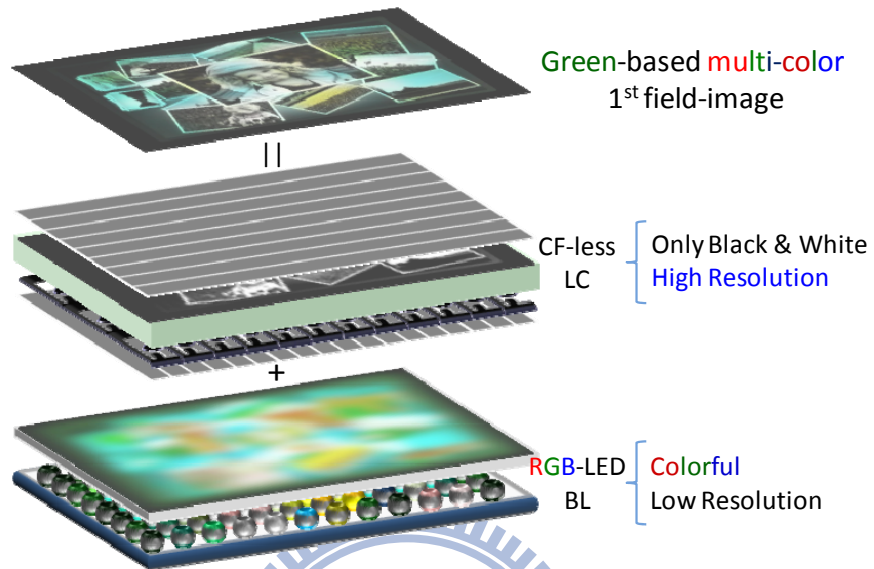 Green-based multi-color
1st field-image
||
CF-less
LC
Only Black & White
High Resolution
+
RGB-LED
BL
Colorful
Low Resolution